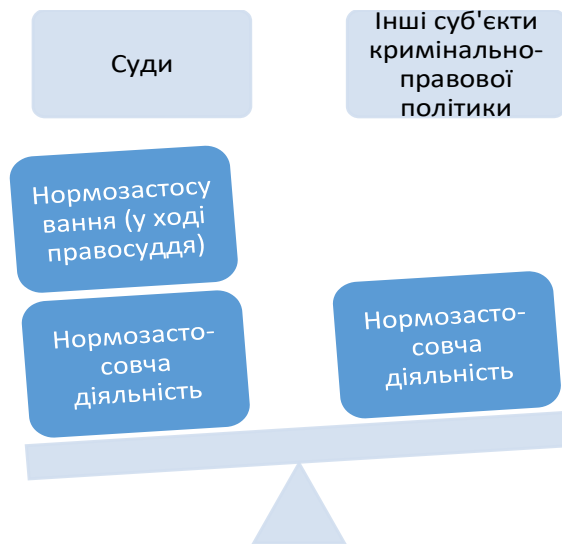 Суди
Інші суб'єкти
кримінально-
правової
політики
Нормозастосу
вання (у ході
правосуддя)
Нормозасто-
совча
діяльність
Нормозасто-
совча
діяльність